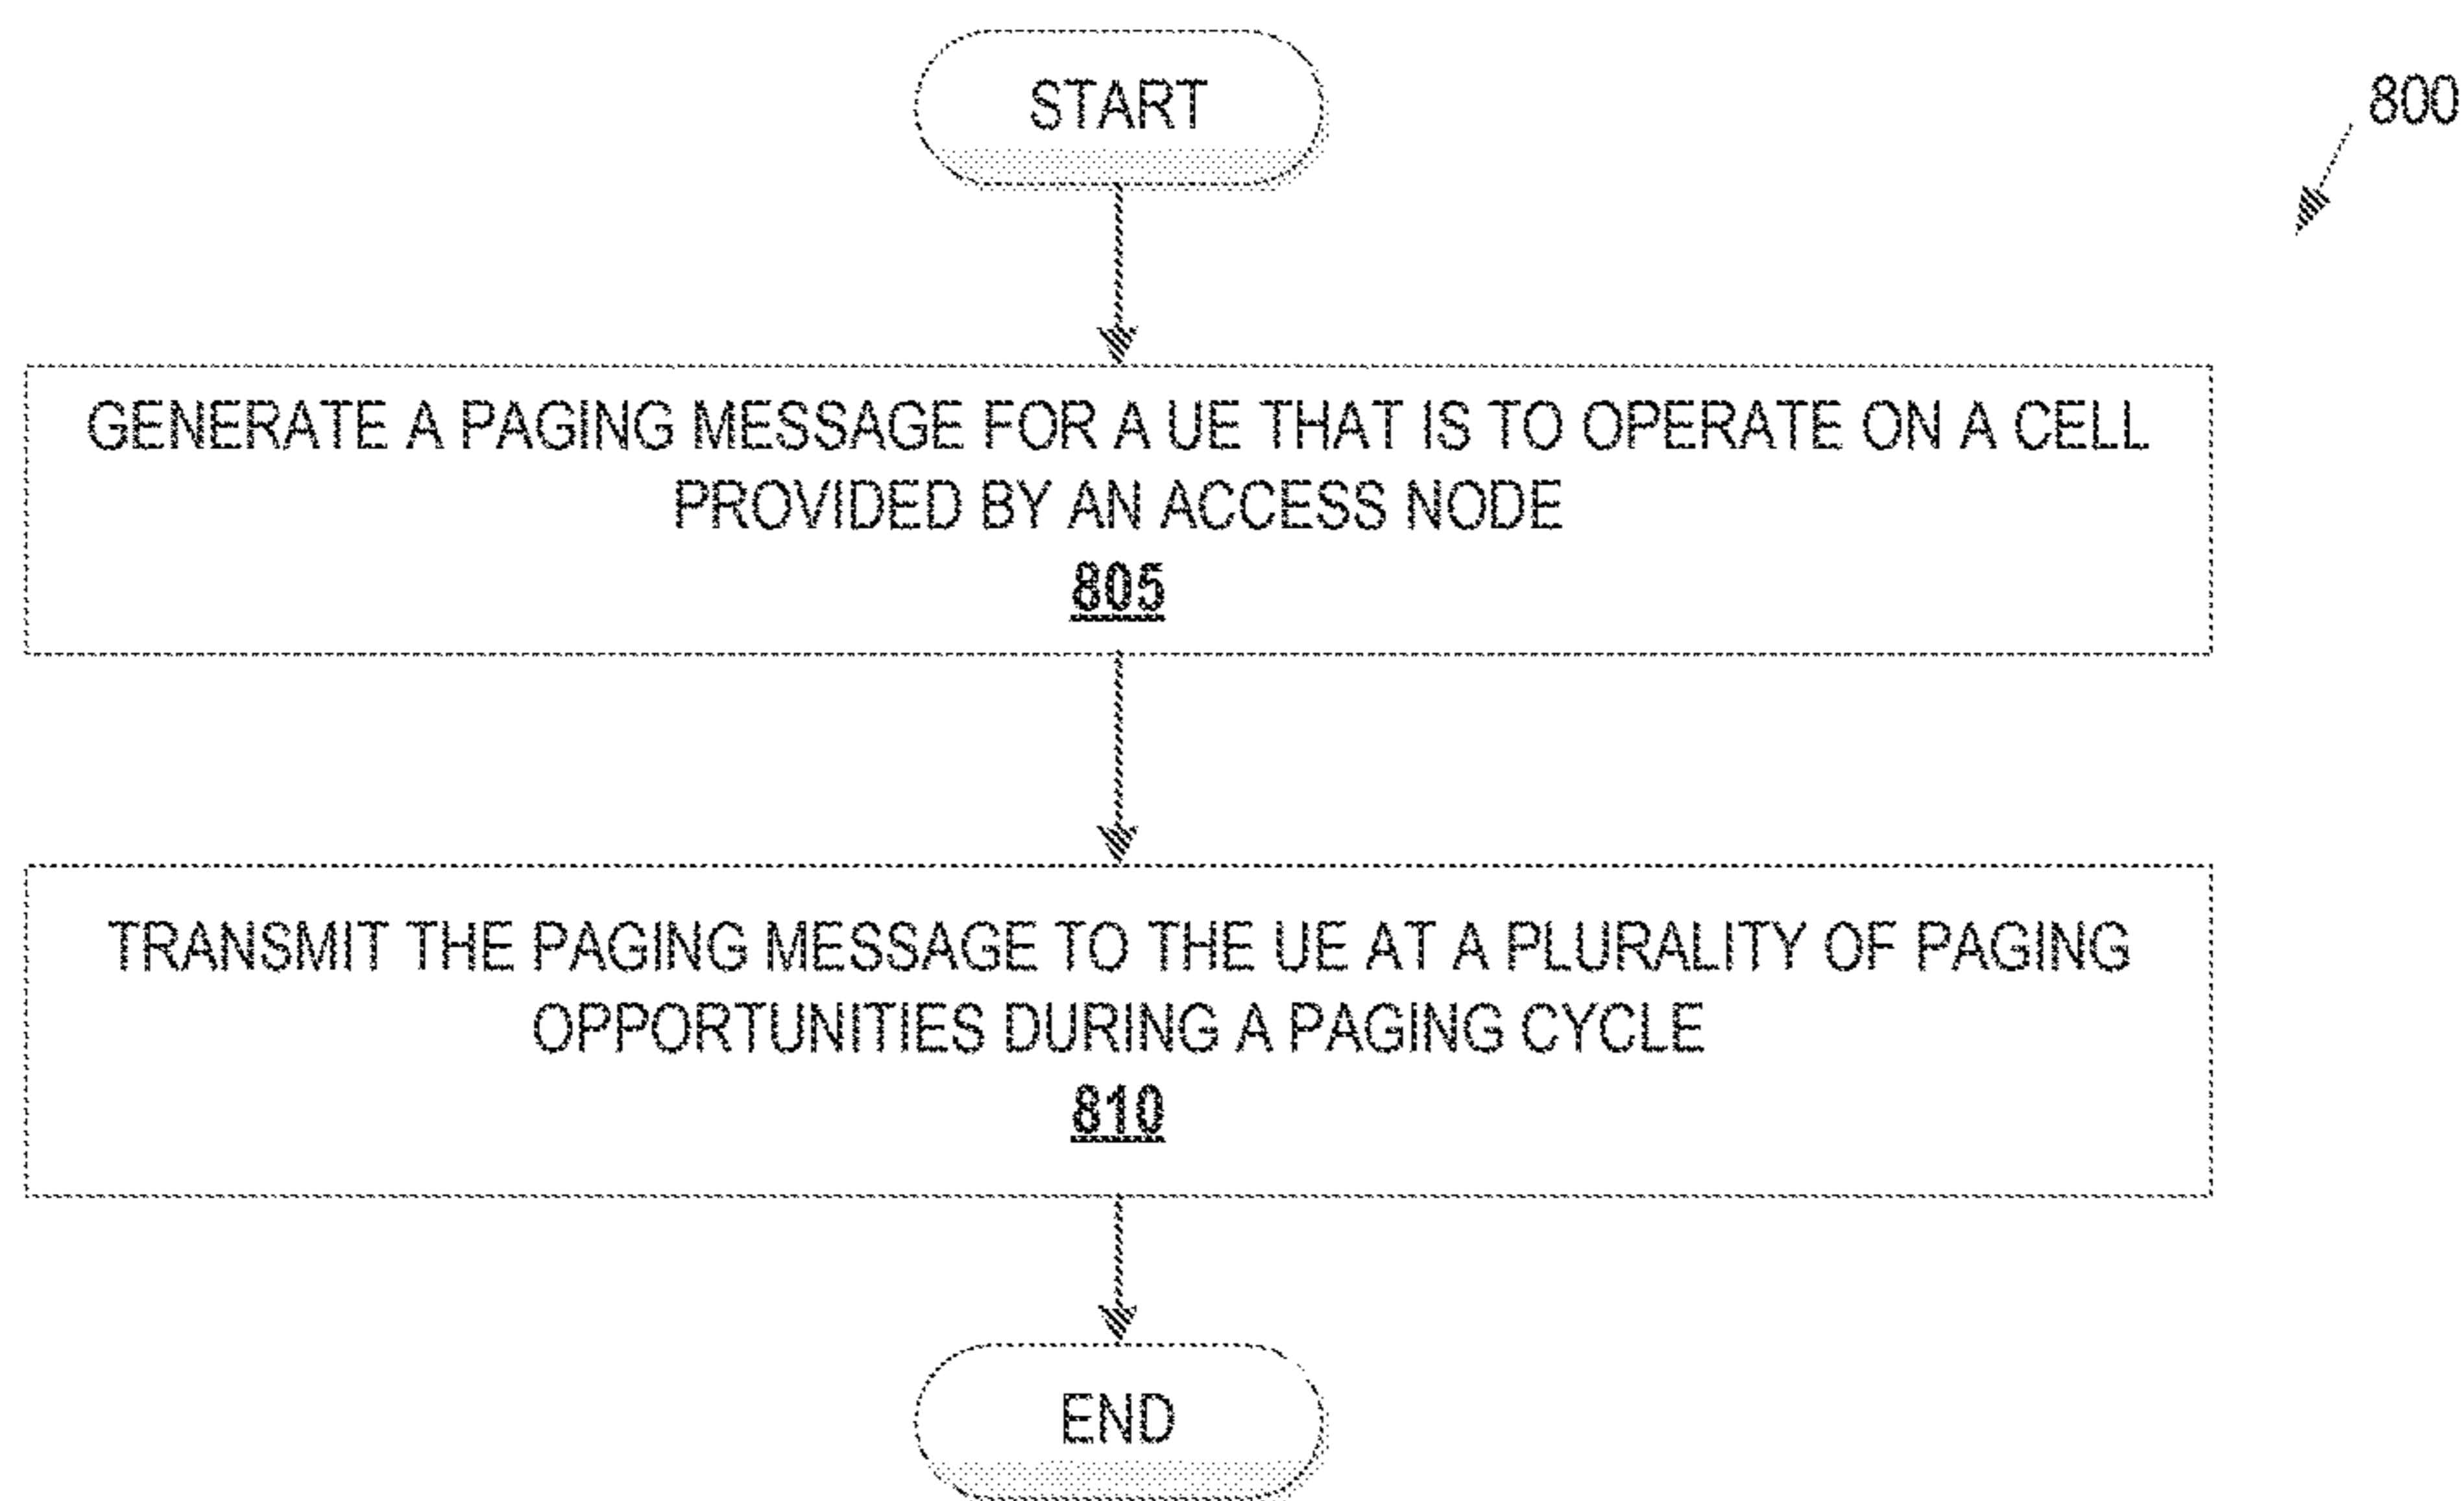 START
800
GENERATE A PAGING MESSAGE FOR A UE THAT IS TO OPERATE ON A CELL
PROVIDED BY AN ACCESS NODE
805
TRANSMIT THE PAGING MESSAGE TO THE UE AT A PLURALITY OF PAGING
OPPORTUNITIES DURING A PAGING CYCLE
810
END